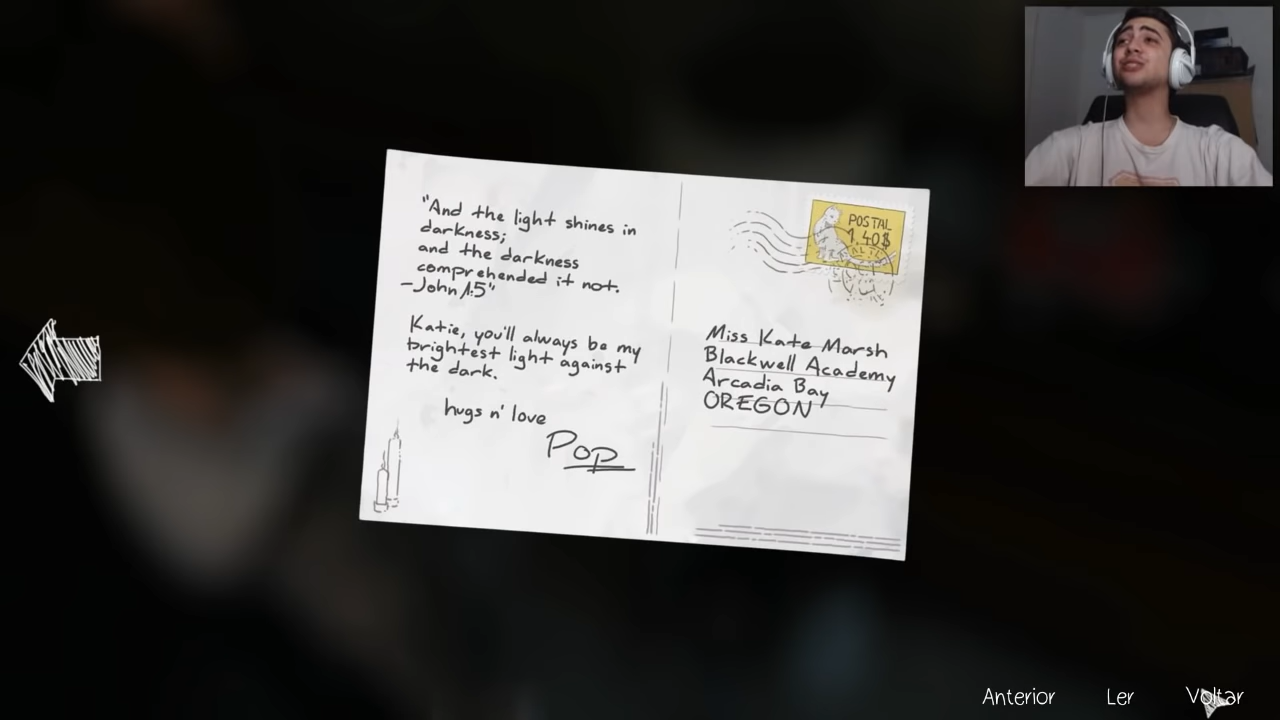 "And the light shines in
darkness;
and the darkness
comprehended it not.
-John 1:5"
Katie, you'll always be my
brightest light against
the dark.
hugs n' love
Pop
POSTAL
1.40$
Miss Kate Marsh
Blackwell Academy
Arcadia Bay
OREGON
Anterior
Ler
Voltar